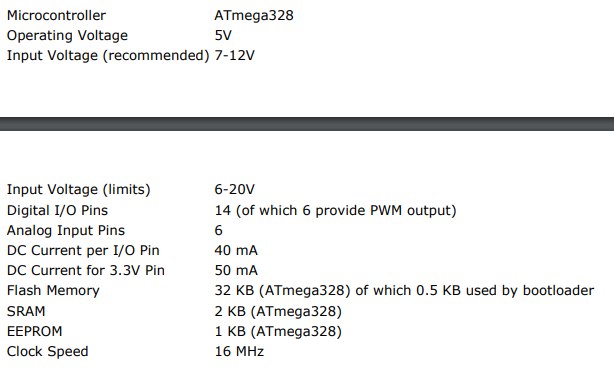 Microcontroller ATmega328
Operating Voltage 5V
Input Voltage (recommended) 7-12V
Input Voltage (limits) 6-20V
Digital I/O Pins 14 (of which 6 provide PWM output)
Analog Input Pins 6
DC Current per I/O Pin 40 mA
DC Current for 3.3V Pin 50 mA
Flash Memory 32 KB (ATmega328) of which 0.5 KB used by bootloader
SRAM 2 KB (ATmega328)
EEPROM 1 KB (ATmega328)
Clock Speed 16 MHz